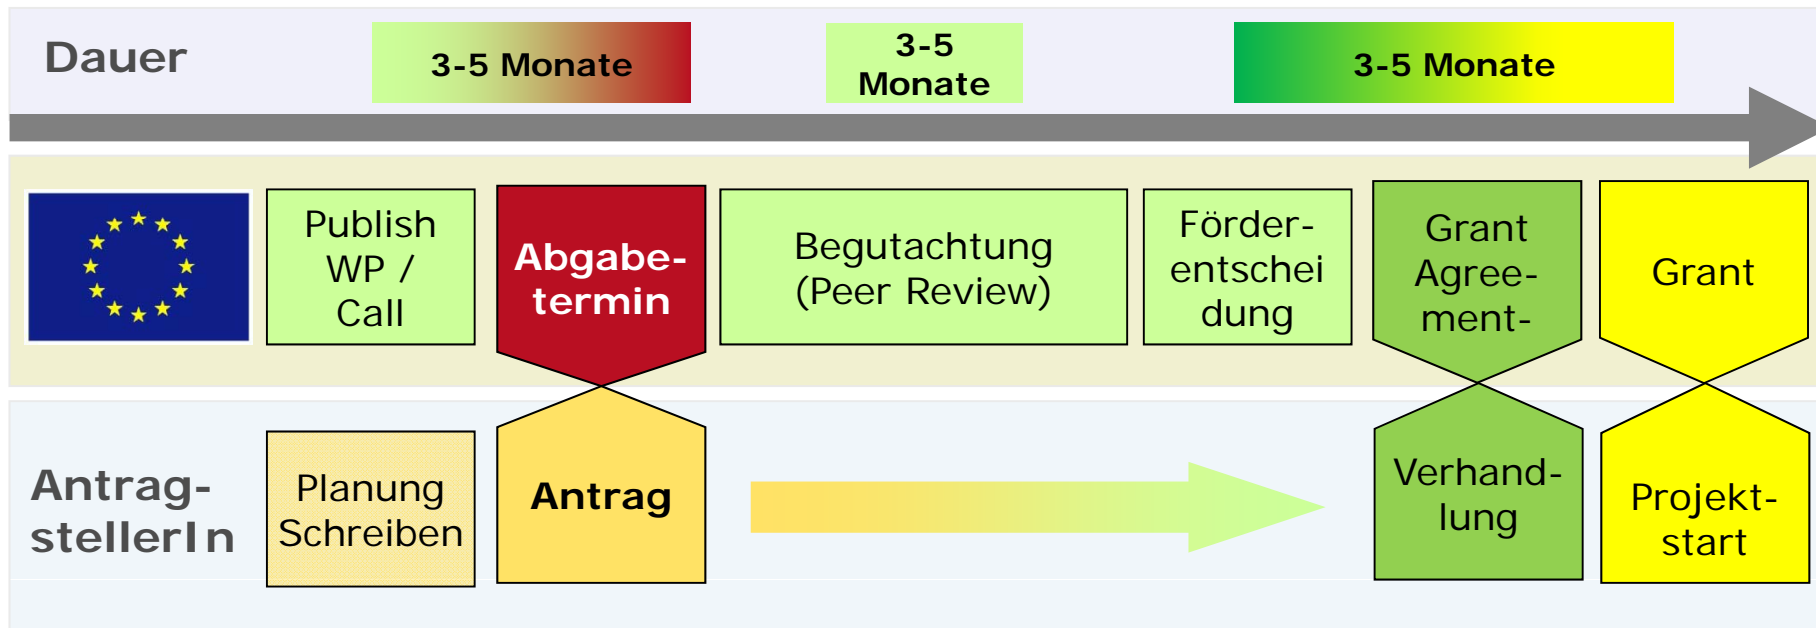 Dauer
3-5 Monate
3-5
Monate
3-5 Monate
Publish
WP /
Call
Abgabe-
termin
Begutachtung
(Peer Review)
Förder-
entschei
dung
Grant
Agree-
ment-
Grant
Antrag-
stellerIn
Planung
Schreiben
Antrag
Verhand-
lung
Projekt-
start